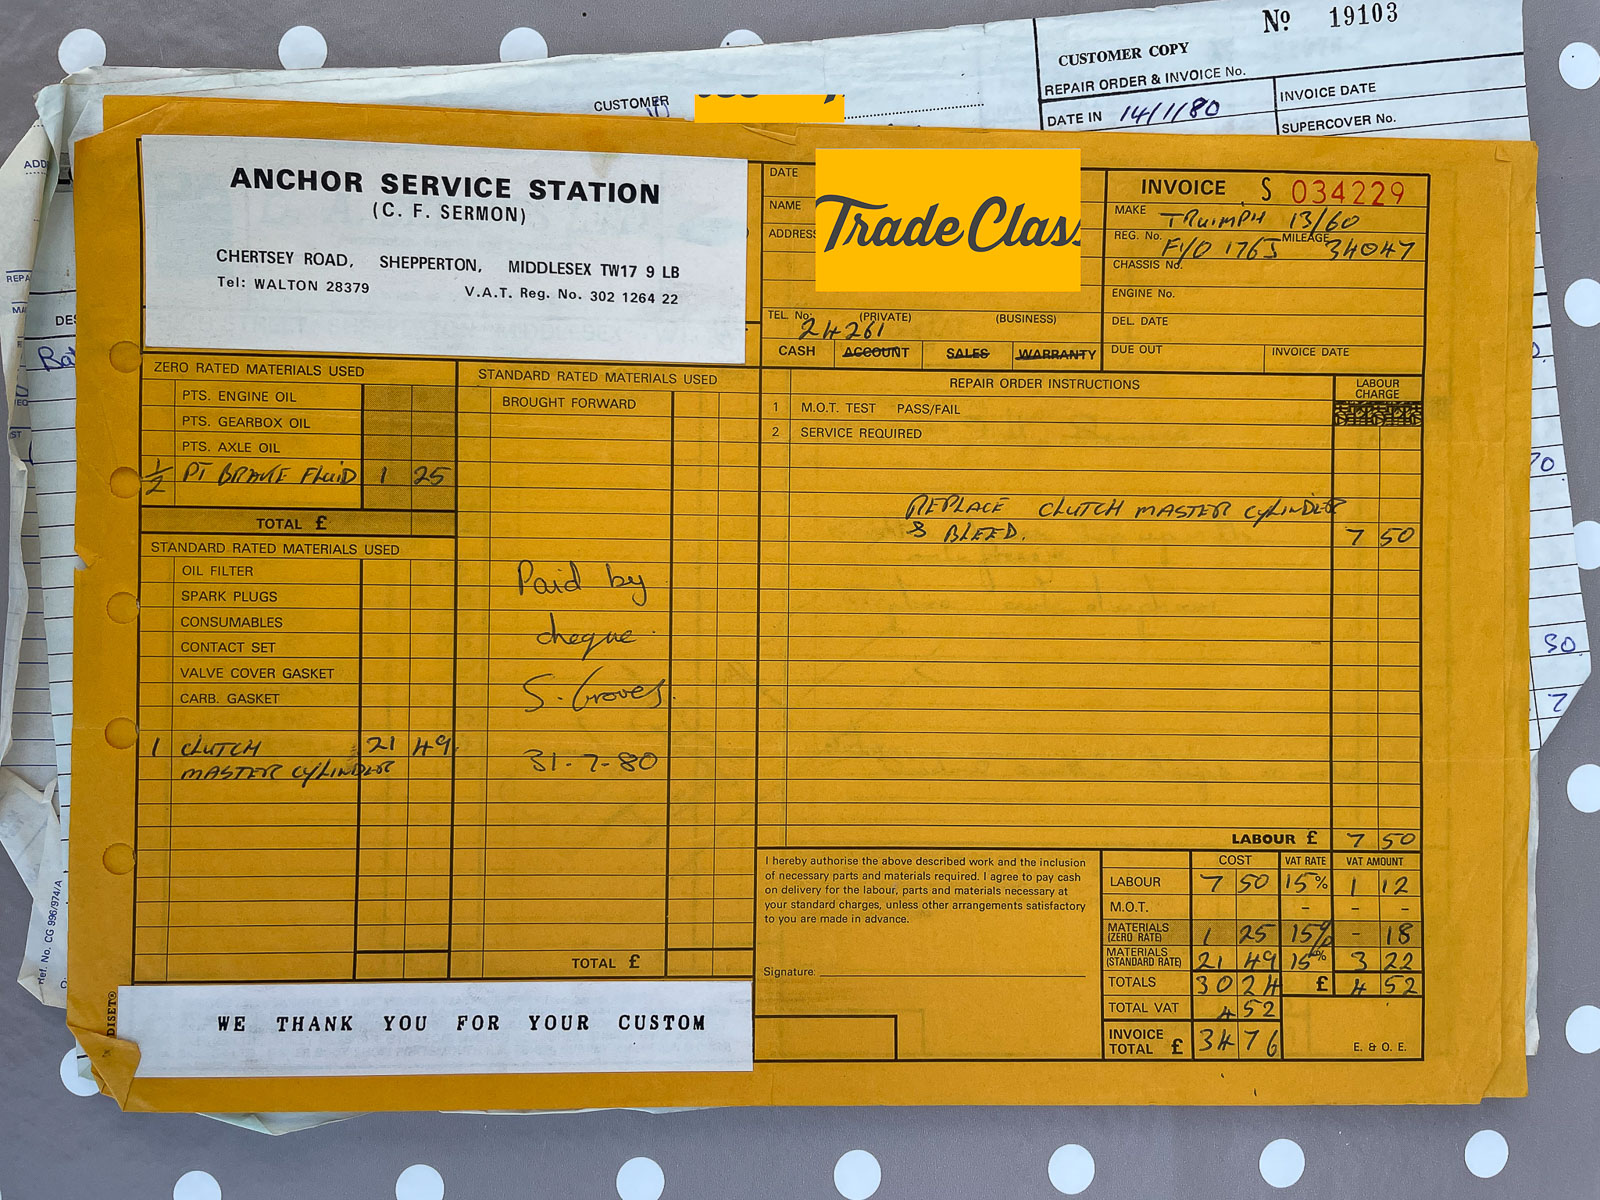 Nº 19103
CUSTOMER COPY
REPAIR ORDER & INVOICE No.
INVOICE DATE
DATE IN 14/1/80
SUPERCOVER No.
CUSTOMER
ANCHOR SERVICE STATION
(C. F. SERMON)
CHERTSEY ROAD, SHEPPERTON, MIDDLESEX TW17 9 LB
Tel: WALTON 28379 V.A.T. Reg. No. 302 1264 22
DATE
NAME
ADDRESS
Trade Clas
TEL. No. (PRIVATE) (BUSINESS)
24261
CASH ACCOUNT SALES WARRANTY
INVOICE S 034229
MAKE TRUIMPH 13/60
REG. No. FYO 176J MILEAGE 34047
CHASSIS No.
ENGINE No.
DEL. DATE
DUE OUT INVOICE DATE
ZERO RATED MATERIALS USED
PTS. ENGINE OIL
PTS. GEARBOX OIL
PTS. AXLE OIL
1/2 PT BRAKE FLUID 1 25
TOTAL £
STANDARD RATED MATERIALS USED
OIL FILTER
SPARK PLUGS
CONSUMABLES
CONTACT SET
VALVE COVER GASKET
CARB. GASKET
1 CLUTCH 21 49
MASTER CYLINDER
STANDARD RATED MATERIALS USED
BROUGHT FORWARD
Paid by
cheque
S. Groves.
31-7-80
TOTAL £
REPAIR ORDER INSTRUCTIONS LABOUR CHARGE
1 M.O.T. TEST PASS/FAIL
2 SERVICE REQUIRED
REPLACE CLUTCH MASTER CYLINDER
& BLEED. 7 50
LABOUR £ 7 50
I hereby authorise the above described work and the inclusion
of necessary parts and materials required. I agree to pay cash
on delivery for the labour, parts and materials necessary at
your standard charges, unless other arrangements satisfactory
to you are made in advance.
Signature:
COST VAT RATE VAT AMOUNT
LABOUR 7 50 15% 1 12
M.O.T. - - -
MATERIALS (ZERO RATE) 1 25 15% - 18
MATERIALS (STANDARD RATE) 21 49 15% 3 22
TOTALS 30 24 £ 4 52
TOTAL VAT 4 52
INVOICE TOTAL £ 34 76
E. & O. E.
WE THANK YOU FOR YOUR CUSTOM
Ref. No. CG 996/974/A